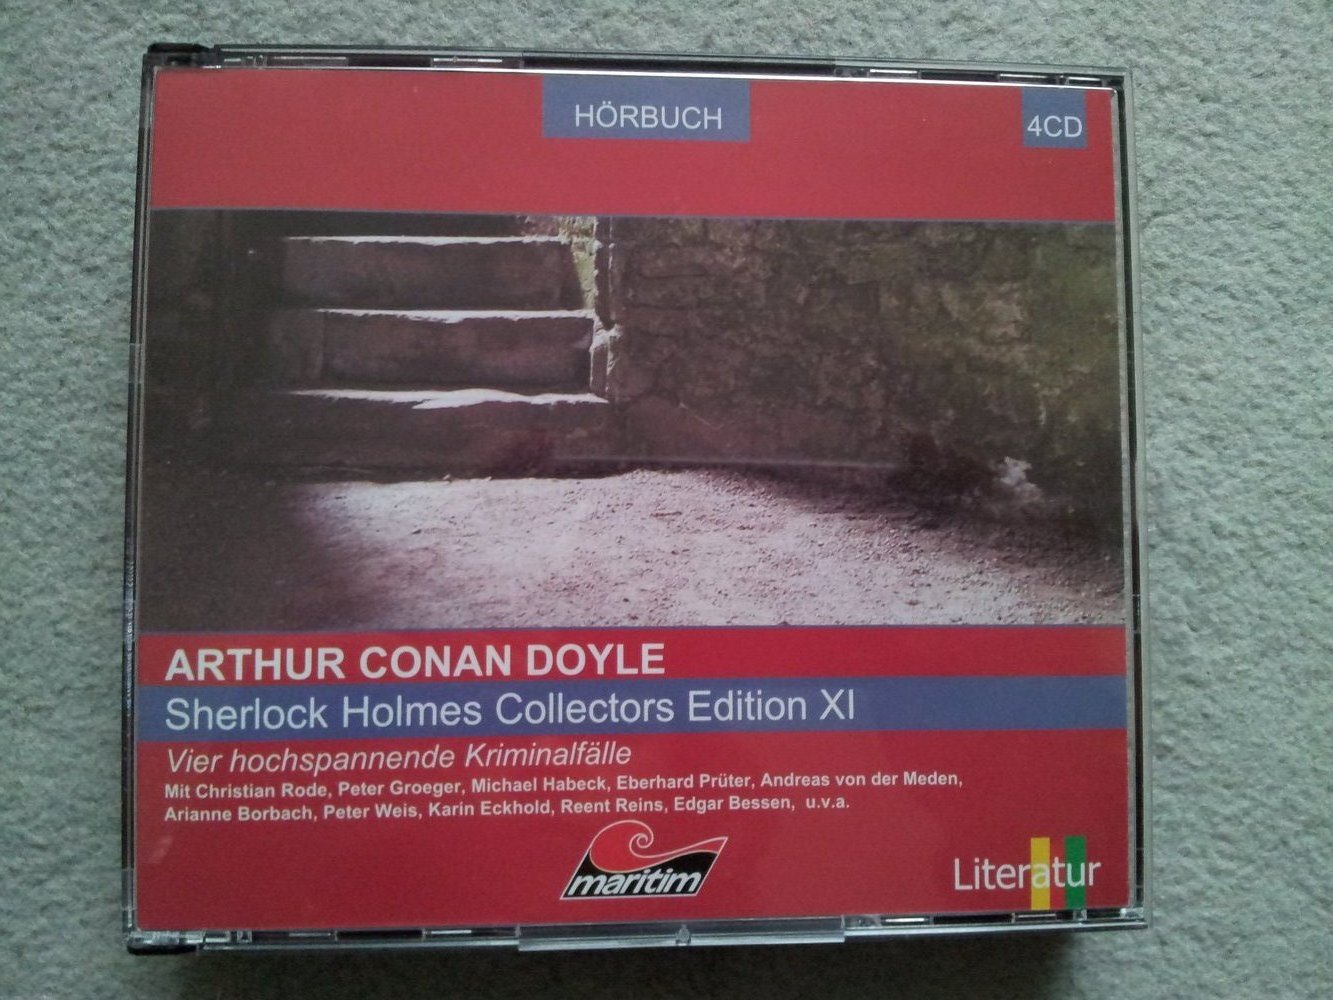 HÖRBUCH
4CD
ARTHUR CONAN DOYLE
Sherlock Holmes Collectors Edition XI
Vier hochspannende Kriminalfälle
Mit Christian Rode, Peter Groeger, Michael Habeck, Eberhard Prüter, Andreas von der Meden,
Arianne Borbach, Peter Weis, Karin Eckhold, Reent Reins, Edgar Bessen, u.v.a.
maritim
Literatur